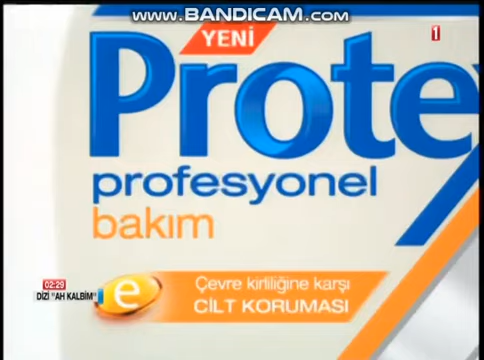 www.BANDICAM.com
YENİ
1
Prote
profesyonel
bakım
02:29
DİZİ "AH KALBİM"
e
Çevre kirliliğine karşı
CİLT KORUMASI